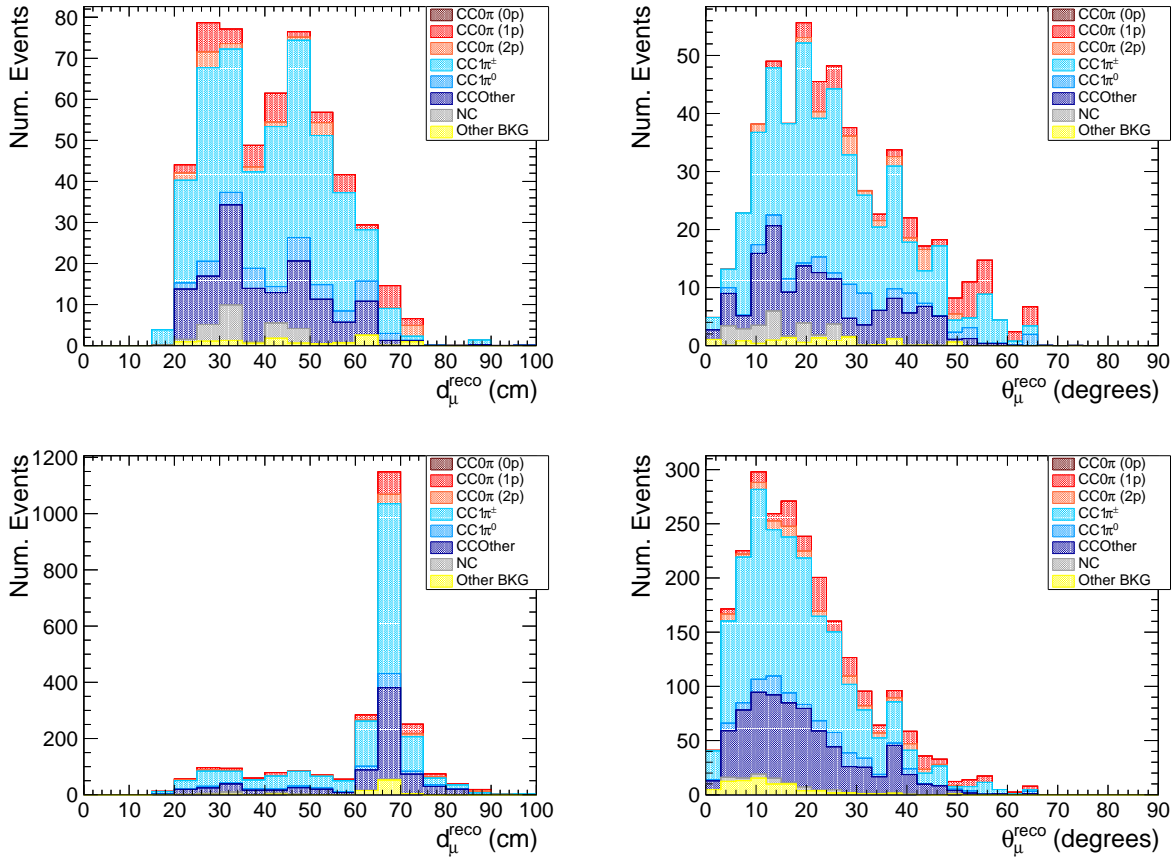 Num. Events
80
70
60
50
40
30
20
10
0
CC0π (0p)
CC0π (1p)
CC0π (2p)
CC1π±
CC1π⁰
CCOther
NC
Other BKG
0 10 20 30 40 50 60 70 80 90 100
dμreco (cm)
Num. Events
50
40
30
20
10
0
CC0π (0p)
CC0π (1p)
CC0π (2p)
CC1π±
CC1π⁰
CCOther
NC
Other BKG
0 10 20 30 40 50 60 70 80 90
θμreco (degrees)
Num. Events
1200
1000
800
600
400
200
0
CC0π (0p)
CC0π (1p)
CC0π (2p)
CC1π±
CC1π⁰
CCOther
NC
Other BKG
0 10 20 30 40 50 60 70 80 90 100
dμreco (cm)
Num. Events
300
250
200
150
100
50
0
CC0π (0p)
CC0π (1p)
CC0π (2p)
CC1π±
CC1π⁰
CCOther
NC
Other BKG
0 10 20 30 40 50 60 70 80 90
θμreco (degrees)